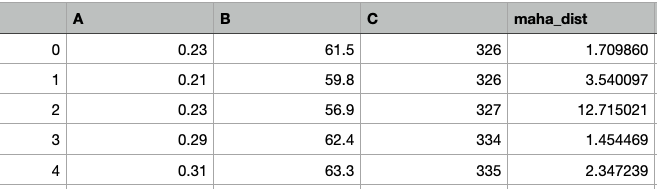 A B C maha_dist
0 0.23 61.5 326 1.709860
1 0.21 59.8 326 3.540097
2 0.23 56.9 327 12.715021
3 0.29 62.4 334 1.454469
4 0.31 63.3 335 2.347239